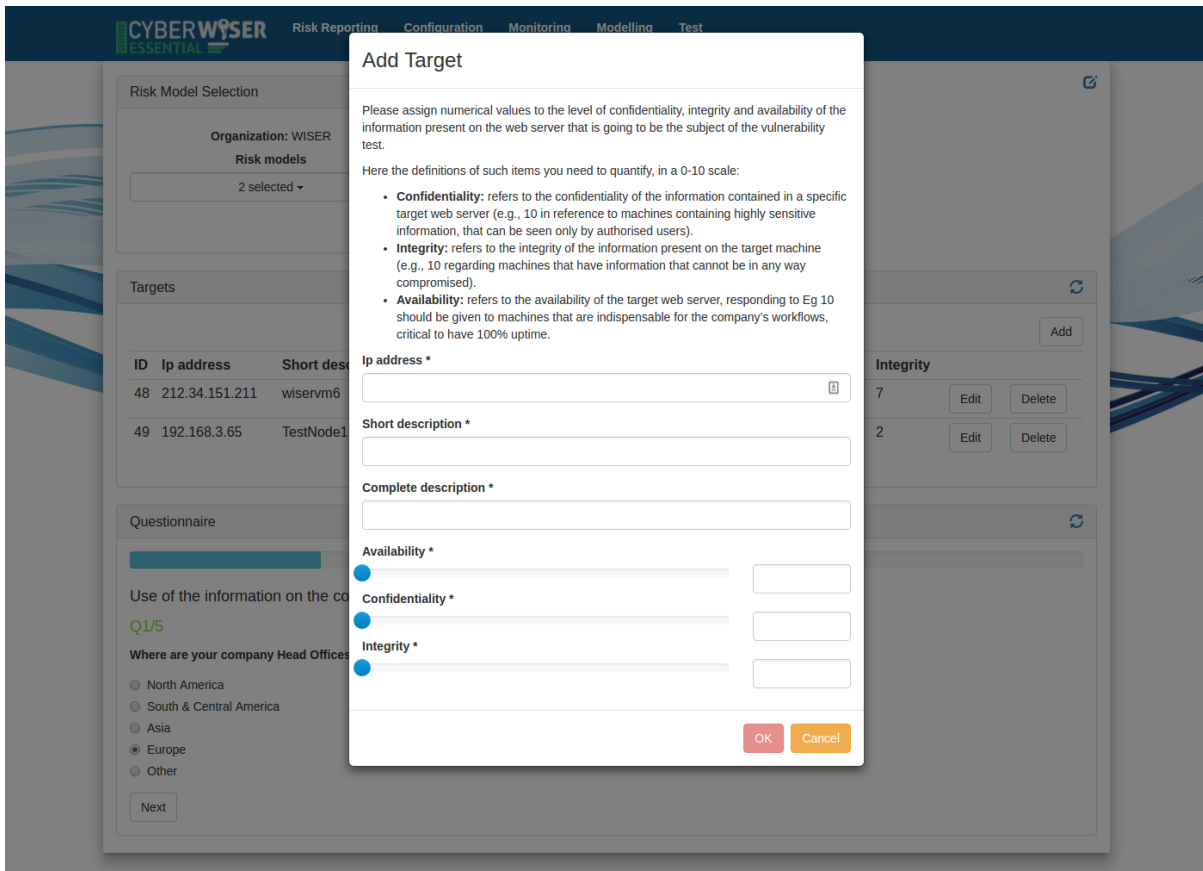 SERVICE
CYBERWISER
ESSENTIAL
Risk Reporting Configuration Monitoring Modelling Test
Risk Model Selection
Organization: WISER
Risk models
2 selected
Targets
Add
ID Ip address Short desc Integrity
48 212.34.151.211 wiservm6 7 Edit Delete
49 192.168.3.65 TestNode1 2 Edit Delete
Questionnaire
Use of the information on the co
Q1/5
Where are your company Head Offices
North America
South & Central America
Asia
Europe
Other
Next
Add Target
Please assign numerical values to the level of confidentiality, integrity and availability of the
information present on the web server that is going to be the subject of the vulnerability
test.
Here the definitions of such items you need to quantify, in a 0-10 scale:
• Confidentiality: refers to the confidentiality of the information contained in a specific
target web server (e.g., 10 in reference to machines containing highly sensitive
information, that can be seen only by authorised users).
• Integrity: refers to the integrity of the information present on the target machine
(e.g., 10 regarding machines that have information that cannot be in any way
compromised).
• Availability: refers to the availability of the target web server, responding to Eg 10
should be given to machines that are indispensable for the company's workflows,
critical to have 100% uptime.
Ip address *
Short description *
Complete description *
Availability *
Confidentiality *
Integrity *
OK Cancel